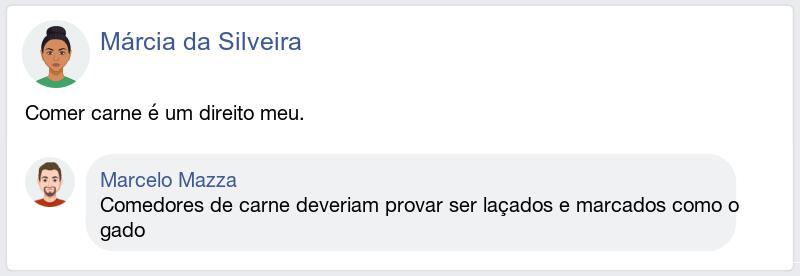 Márcia da Silveira
Comer carne é um direito meu.
Marcelo Mazza
Comedores de carne deveriam provar ser laçados e marcados como o
gado